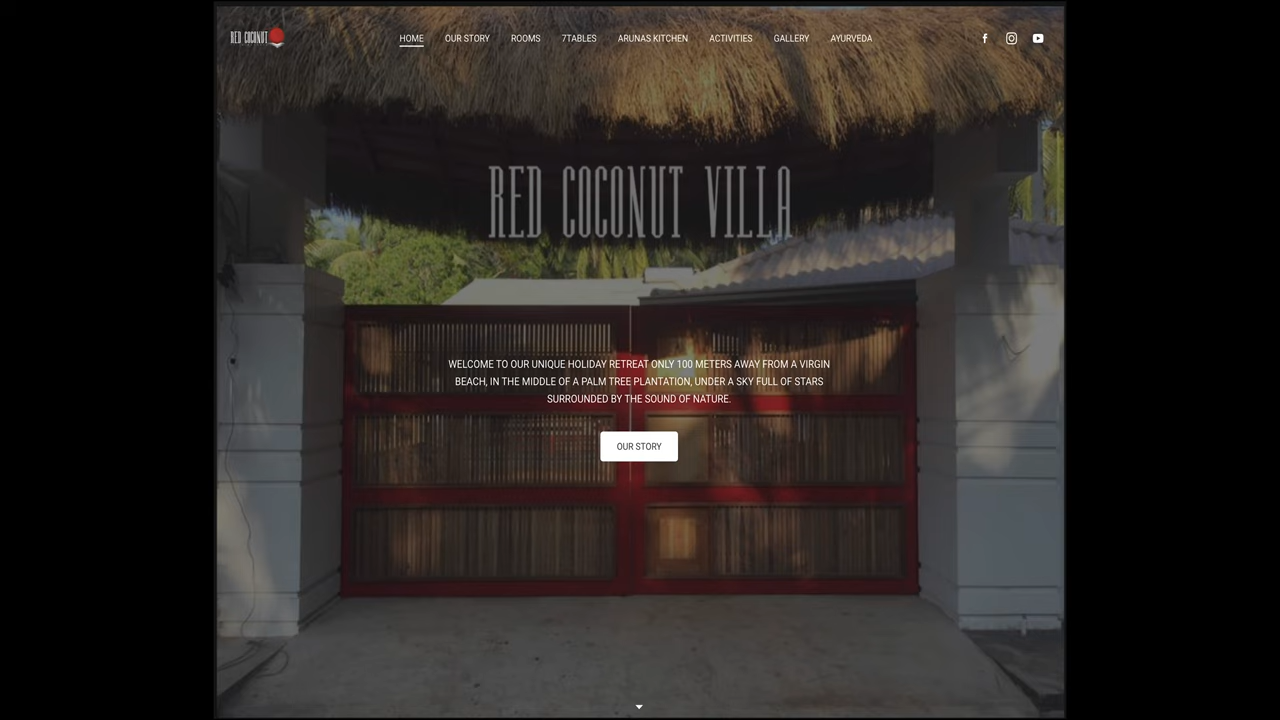 RED COCONUT
HOME OUR STORY ROOMS 7TABLES ARUNAS KITCHEN ACTIVITIES GALLERY AYURVEDA
RED COCONUT VILLA
WELCOME TO OUR UNIQUE HOLIDAY RETREAT ONLY 100 METERS AWAY FROM A VIRGIN
BEACH, IN THE MIDDLE OF A PALM TREE PLANTATION, UNDER A SKY FULL OF STARS
SURROUNDED BY THE SOUND OF NATURE.
OUR STORY